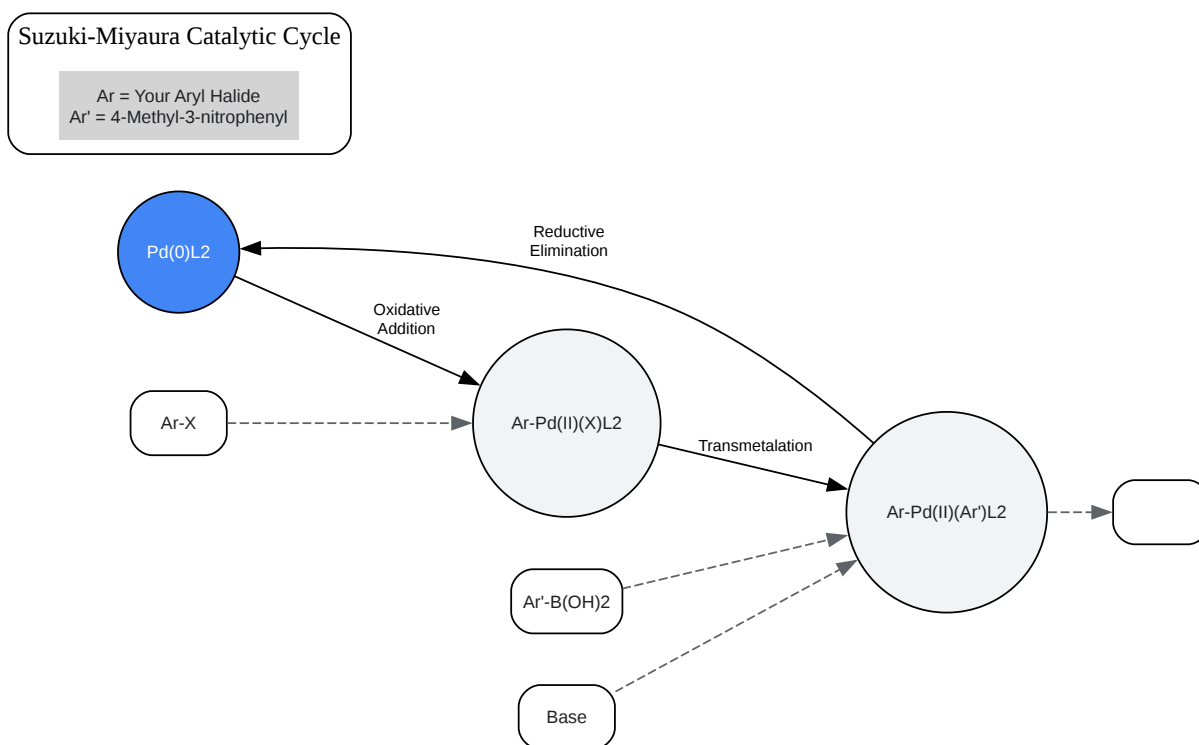 Suzuki-Miyaura Catalytic Cycle
Ar = Your Aryl Halide
Ar' = 4-Methyl-3-nitrophenyl
Reductive
Elimination
Pd(0)L2
Oxidative
Addition
Ar-X
Ar-Pd(II)(X)L2
Transmetalation
Ar-Pd(II)(Ar')L2
Ar'-B(OH)2
Base